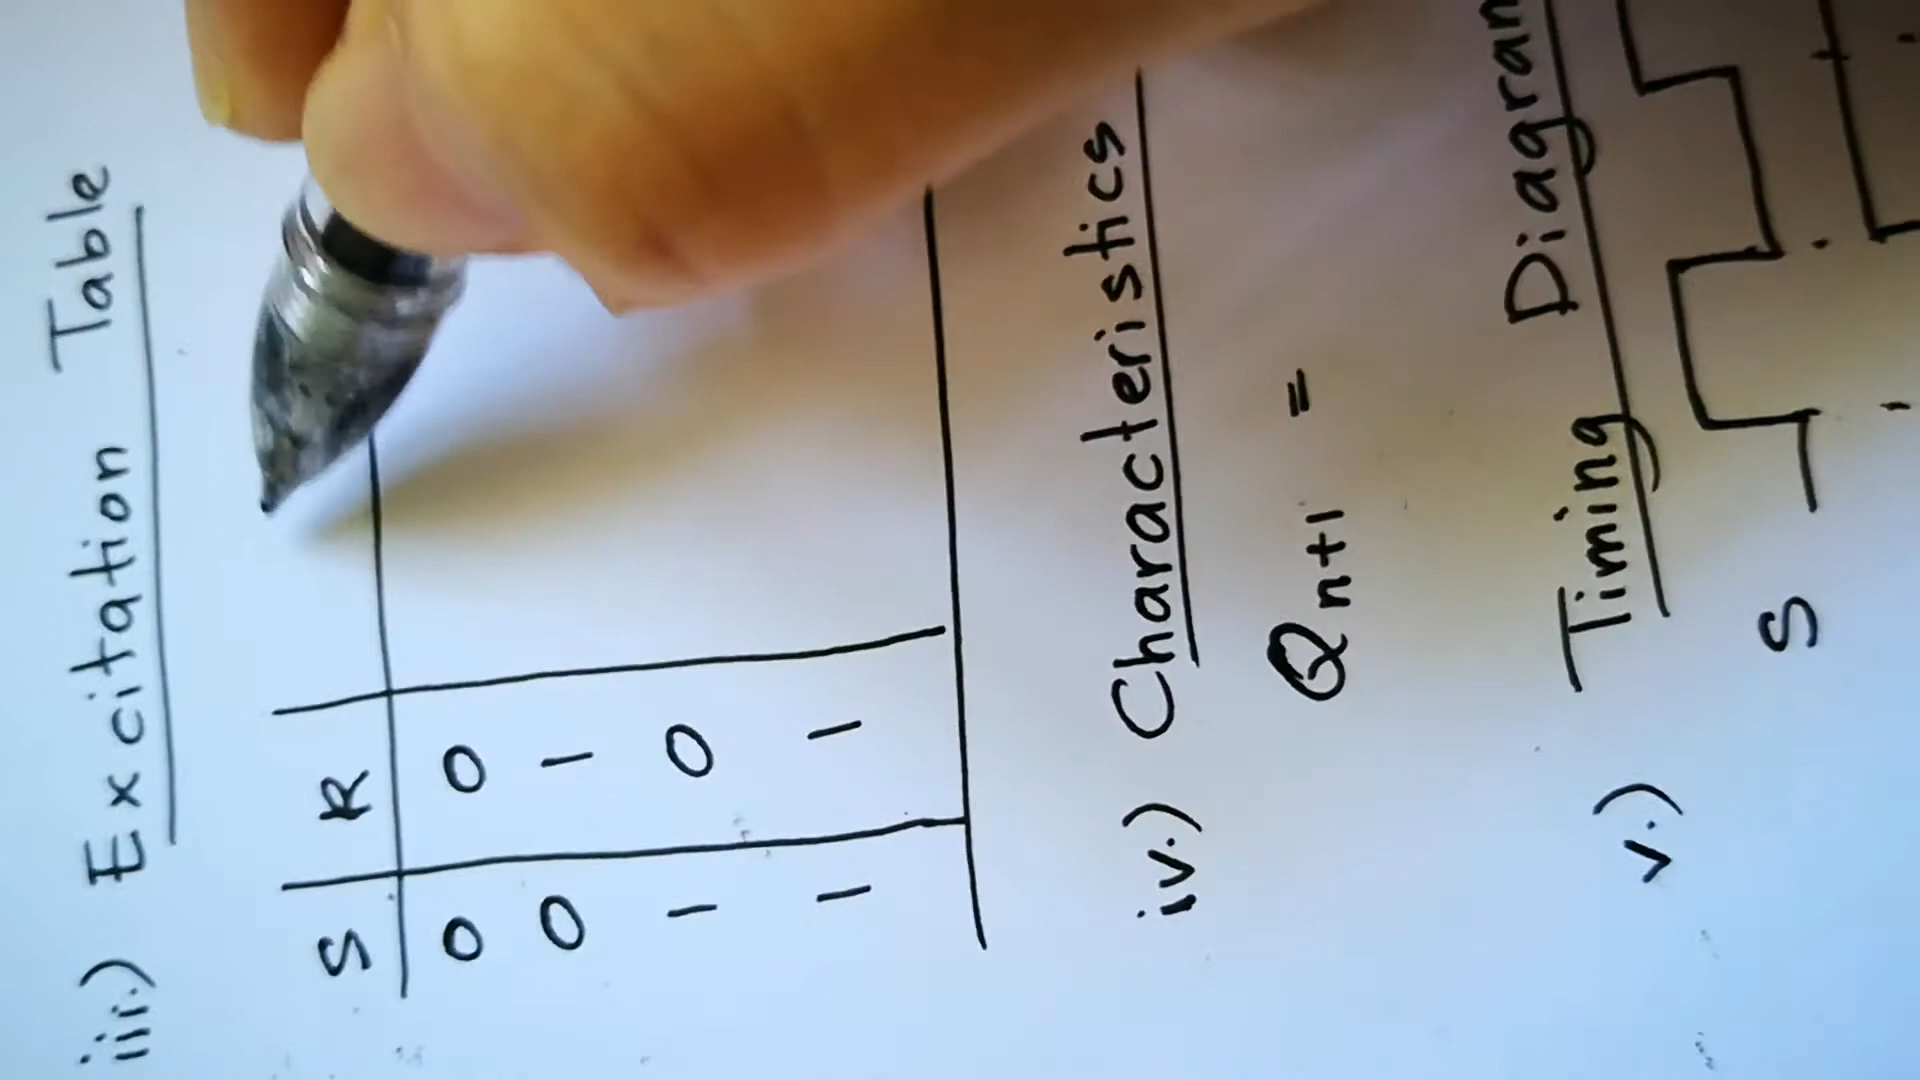 iii.) Excitation Table
S R
0 0
0 1
1 0
1 1
iv.) Characteristics
Qn+1 =
v.) Timing Diagram
S